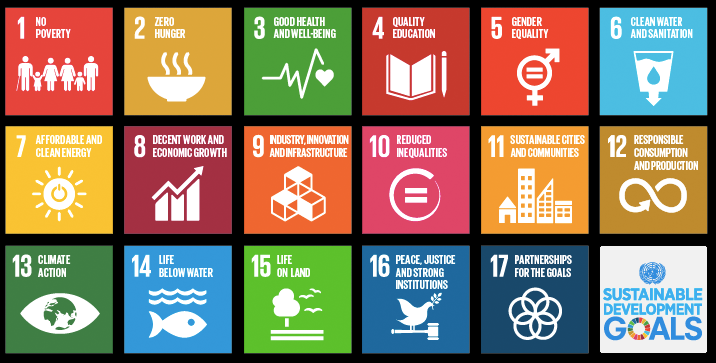 1 NO
POVERTY
2 ZERO
HUNGER
3 GOOD HEALTH
AND WELL-BEING
4 QUALITY
EDUCATION
5 GENDER
EQUALITY
6 CLEAN WATER
AND SANITATION
7 AFFORDABLE AND
CLEAN ENERGY
8 DECENT WORK AND
ECONOMIC GROWTH
9 INDUSTRY, INNOVATION
AND INFRASTRUCTURE
10 REDUCED
INEQUALITIES
11 SUSTAINABLE CITIES
AND COMMUNITIES
12 RESPONSIBLE
CONSUMPTION
AND PRODUCTION
13 CLIMATE
ACTION
14 LIFE
BELOW WATER
15 LIFE
ON LAND
16 PEACE, JUSTICE
AND STRONG
INSTITUTIONS
17 PARTNERSHIPS
FOR THE GOALS
SUSTAINABLE
DEVELOPMENT
GOALS